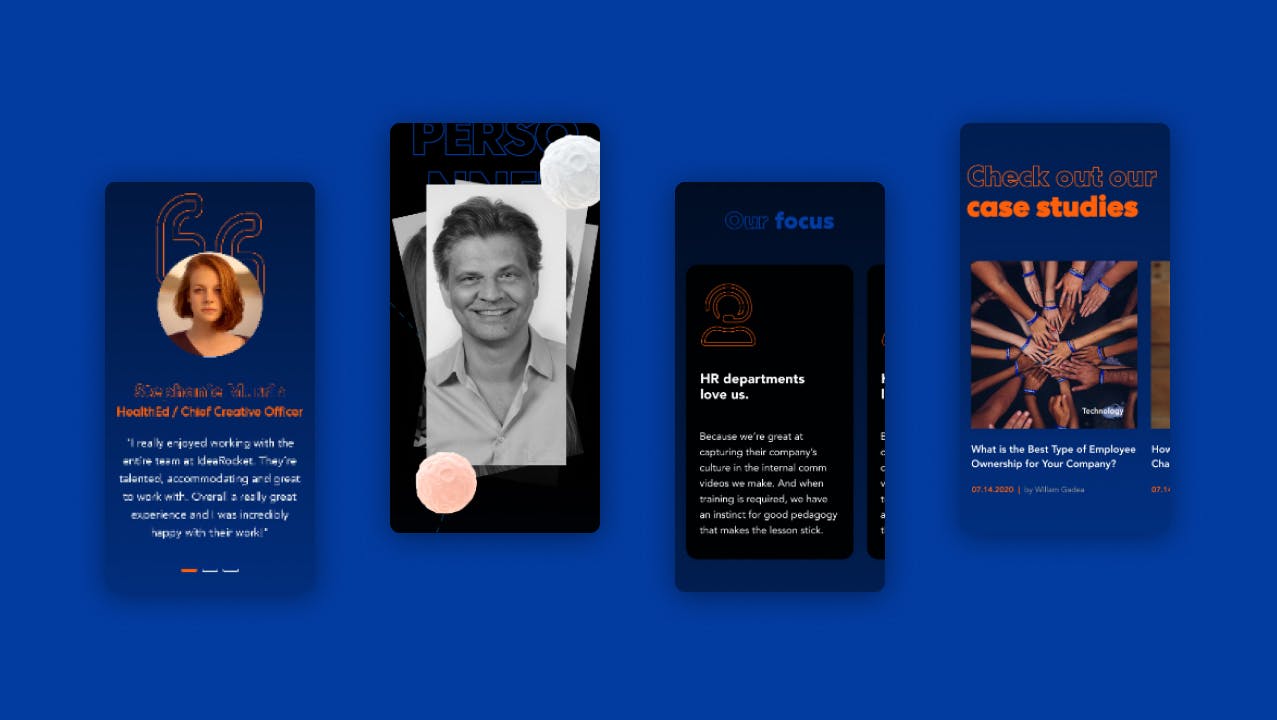 Stephanie M
HealthEd / Chief Creative Officer
"I really enjoyed working with the
entire team at IdeaRocket. They're
talented, accommodating and great
to work with. Overall a really great
experience and I was incredibly
happy with their work!"
PERSO
NNE
Our focus
HR departments
love us.
Because we're great at
capturing their company's
culture in the internal comm
videos we make. And when
training is required, we have
an instinct for good pedagogy
that makes the lesson stick.
Check out our
case studies
Technology
What is the Best Type of Employee
Ownership for Your Company?
07.14.2020 | by William Gadea
How
Cha
07.14